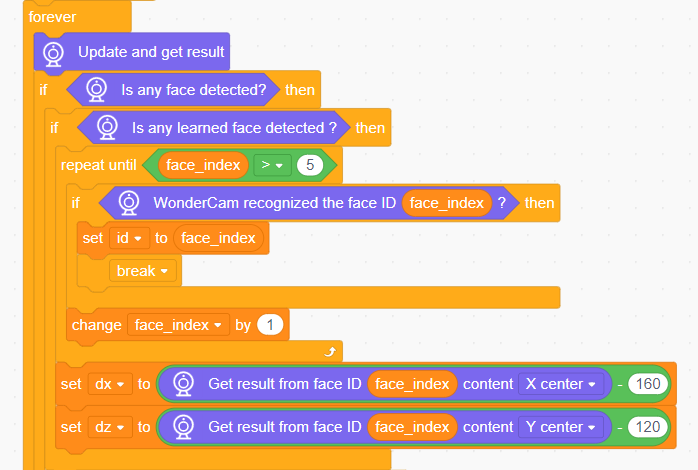 forever
Update and get result
if Is any face detected? then
if Is any learned face detected ? then
repeat until face_index > 5
if WonderCam recognized the face ID face_index ? then
set id to face_index
break
change face_index by 1
set dx to Get result from face ID face_index content X center - 160
set dz to Get result from face ID face_index content Y center - 120